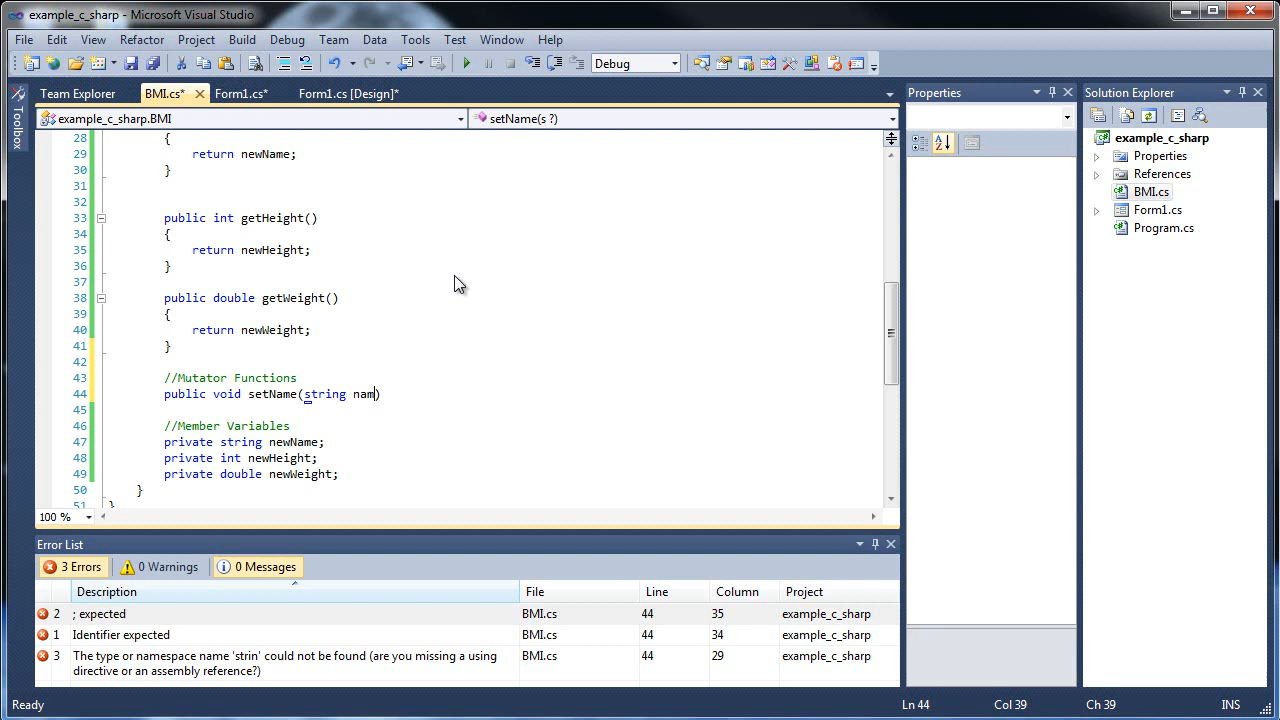 example_c_sharp - Microsoft Visual Studio
File Edit View Refactor Project Build Debug Team Data Tools Test Window Help
Debug
Toolbox
Team Explorer BMI.cs* Form1.cs* Form1.cs [Design]*
example_c_sharp.BMI setName(s ?)
28 {
29 return newName;
30 }
31
32
33 public int getHeight()
34 {
35 return newHeight;
36 }
37
38 public double getWeight()
39 {
40 return newWeight;
41 }
42
43 //Mutator Functions
44 public void setName(string nam)
45
46 //Member Variables
47 private string newName;
48 private int newHeight;
49 private double newWeight;
50 }
51 }
100 %
Properties
Solution Explorer
example_c_sharp
Properties
References
BMI.cs
Form1.cs
Program.cs
Error List
3 Errors 0 Warnings 0 Messages
Description File Line Column Project
2 ; expected BMI.cs 44 35 example_c_sharp
1 Identifier expected BMI.cs 44 34 example_c_sharp
3 The type or namespace name 'strin' could not be found (are you missing a using BMI.cs 44 29 example_c_sharp
directive or an assembly reference?)
Ready Ln 44 Col 39 Ch 39 INS